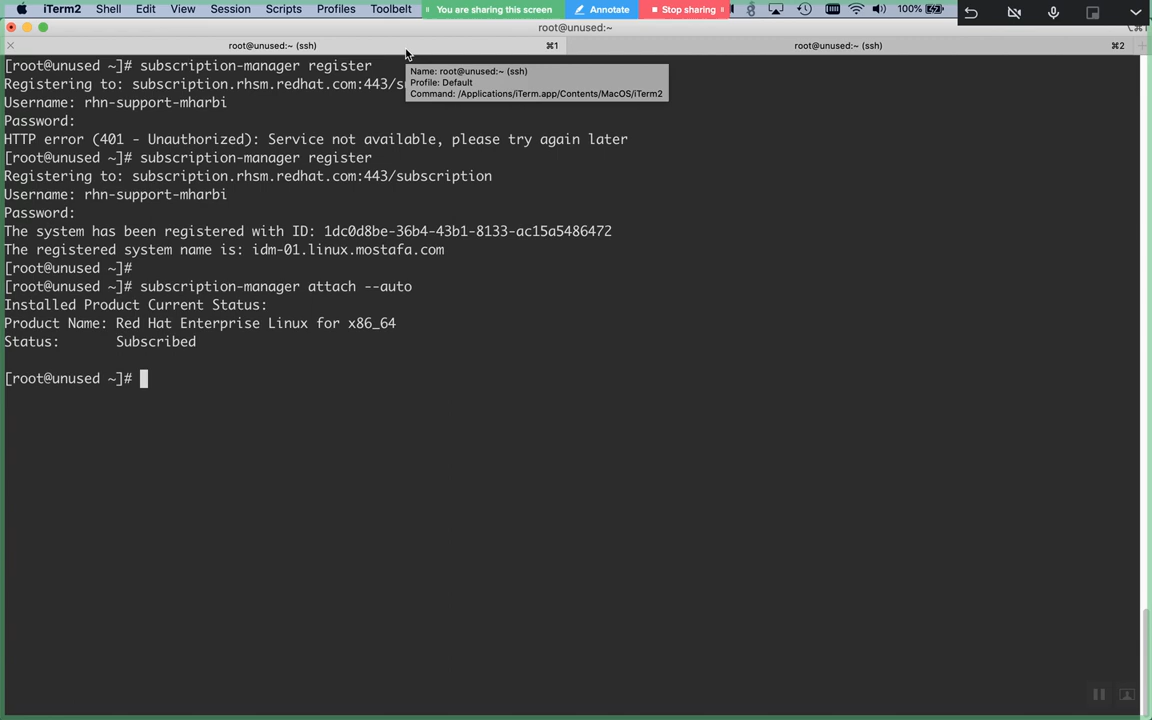 iTerm2 Shell Edit View Session Scripts Profiles Toolbelt You are sharing this screen Annotate Stop sharing 100%
root@unused:~
root@unused:~ (ssh) ⌘1 root@unused:~ (ssh) ⌘2
[root@unused ~]# subscription-manager register
Name: root@unused:~ (ssh)
Profile: Default
Command: /Applications/iTerm.app/Contents/MacOS/iTerm2
Registering to: subscription.rhsm.redhat.com:443/su
Username: rhn-support-mharbi
Password:
HTTP error (401 - Unauthorized): Service not available, please try again later
[root@unused ~]# subscription-manager register
Registering to: subscription.rhsm.redhat.com:443/subscription
Username: rhn-support-mharbi
Password:
The system has been registered with ID: 1dc0d8be-36b4-43b1-8133-ac15a5486472
The registered system name is: idm-01.linux.mostafa.com
[root@unused ~]#
[root@unused ~]# subscription-manager attach --auto
Installed Product Current Status:
Product Name: Red Hat Enterprise Linux for x86_64
Status: Subscribed
[root@unused ~]#